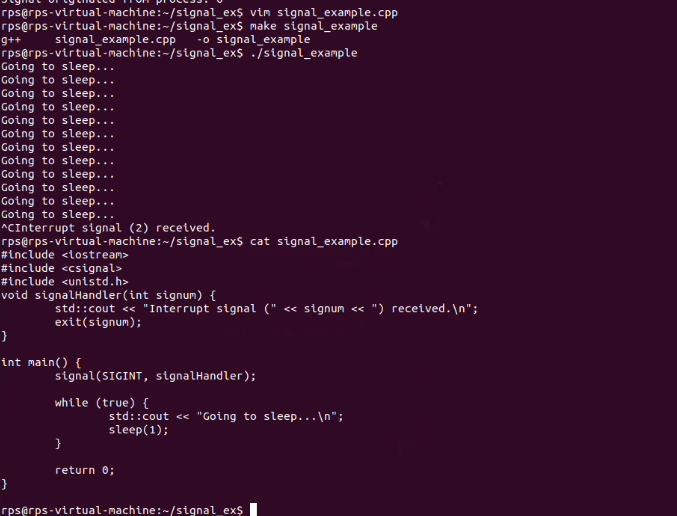 signal originated from process: 0
rps@rps-virtual-machine:~/signal_ex$ vim signal_example.cpp
rps@rps-virtual-machine:~/signal_ex$ make signal_example
g++     signal_example.cpp   -o signal_example
rps@rps-virtual-machine:~/signal_ex$ ./signal_example
Going to sleep...
Going to sleep...
Going to sleep...
Going to sleep...
Going to sleep...
Going to sleep...
Going to sleep...
Going to sleep...
Going to sleep...
Going to sleep...
Going to sleep...
Going to sleep...
^CInterrupt signal (2) received.
rps@rps-virtual-machine:~/signal_ex$ cat signal_example.cpp
#include <iostream>
#include <csignal>
#include <unistd.h>
void signalHandler(int signum) {
        std::cout << "Interrupt signal (" << signum << ") received.\n";
        exit(signum);
}

int main() {
        signal(SIGINT, signalHandler);

        while (true) {
                std::cout << "Going to sleep...\n";
                sleep(1);
        }

        return 0;
}

rps@rps-virtual-machine:~/signal_ex$